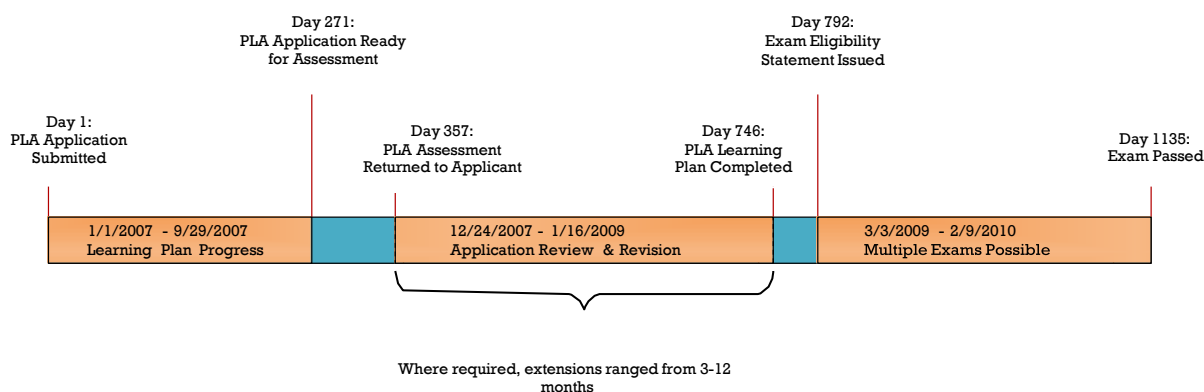 Day 271:
PLA Application Ready
for Assessment
Day 792:
Exam Eligibility
Statement Issued
Day 1:
PLA Application
Submitted
Day 357:
PLA Assessment
Returned to Applicant
Day 746:
PLA Learning
Plan Completed
Day 1135:
Exam Passed
1/1/2007 - 9/29/2007
Learning Plan Progress
12/24/2007 - 1/16/2009
Application Review & Revision
3/3/2009 - 2/9/2010
Multiple Exams Possible
Where required, extensions ranged from 3-12
months